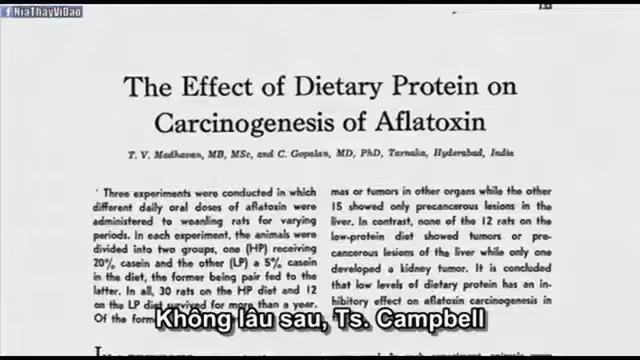 NiaThayViDao
The Effect of Dietary Protein on
Carcinogenesis of Aflatoxin
T. V. Madhavan, MB, MSc, and C. Gopalan, MD, PhD, Tarnaka, Hyderabad, India
Three experiments were conducted in which
different daily oral doses of aflatoxin were
administered to weanling rats for varying
periods. In each experiment, the animals were
divided into two groups, one (HP) receiving
20% casein and the other (LP) a 5% casein
in the diet, the former being pair fed to the
latter. In all, 30 rats on the HP diet and 12
on the LP diet survived for more than a year.
Of the
mas or tumors in other organs while the other
15 showed only precancerous lesions in the
liver. In contrast, none of the 12 rats on the
low-protein diet showed tumors or pre-
cancerous lesions of the liver while only one
developed a kidney tumor. It is concluded
that low levels of dietary protein has an in-
hibitory effect on aflatoxin carcinogenesis in
Không lâu sau, Ts. Campbell